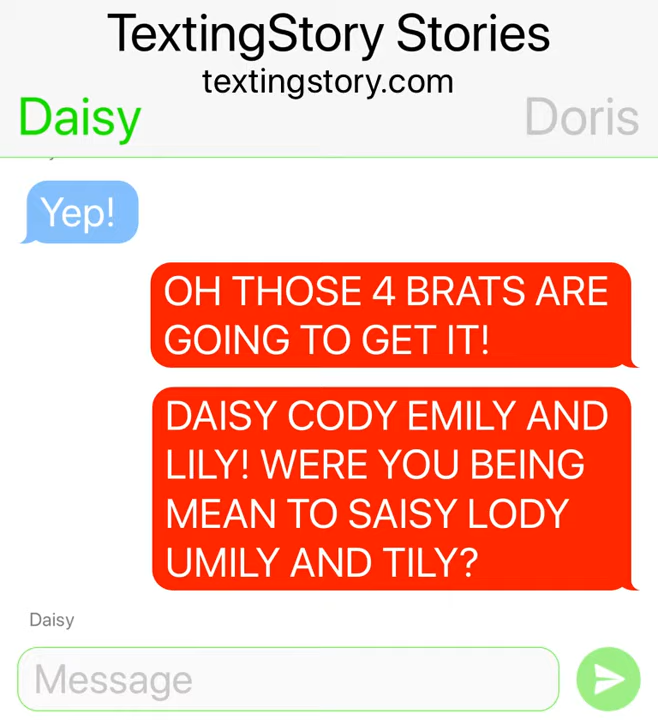 TextingStory Stories
textingstory.com
Daisy Doris
Yep!
OH THOSE 4 BRATS ARE
GOING TO GET IT!
DAISY CODY EMILY AND
LILY! WERE YOU BEING
MEAN TO SAISY LODY
UMILY AND TILY?
Daisy
Message